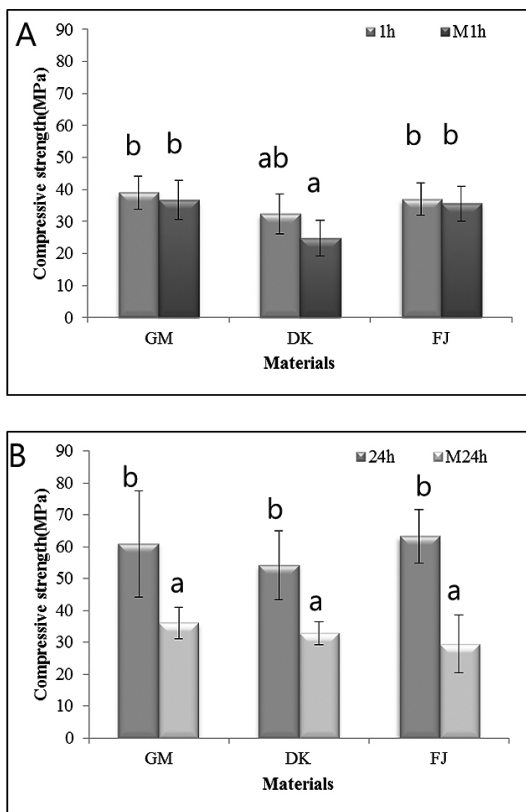 A
1h M1h
Compressive strength(MPa)
90
80
70
60
50
40
30
20
10
0
b b ab a b b
GM DK FJ
Materials
B
24h M24h
Compressive strength(MPa)
90
80
70
60
50
40
30
20
10
0
b a b a b a
GM DK FJ
Materials